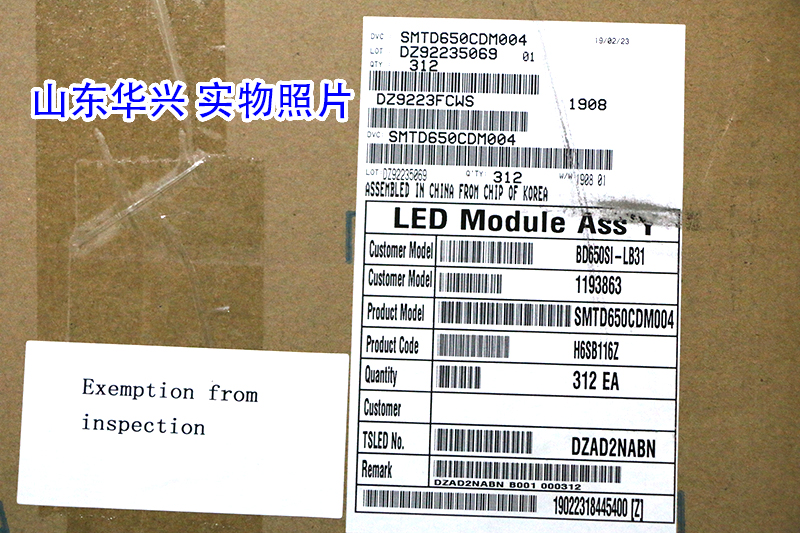 DVC SMTD650CDM004 19/02/23
LOT DZ92235069 01
QTY 312
山东华兴 实物照片
DZ9223FCWS 1908
DVC SMTD650CDM004
LOT DZ92235069 Q'TY: 312 W/W: 1908 01
ASSEMBLED IN CHINA FROM CHIP OF KOREA
LED Module Ass'Y
Customer Model BD650SI-LB31
Customer Model 1193863
Product Model SMTD650CDM004
Product Code H6SB116Z
Quantity 312 EA
Customer
TSLED No. DZAD2NABN
Remark
DZAD2NABN B001 000312
19022318445400 [Z]
Exemption from
inspection